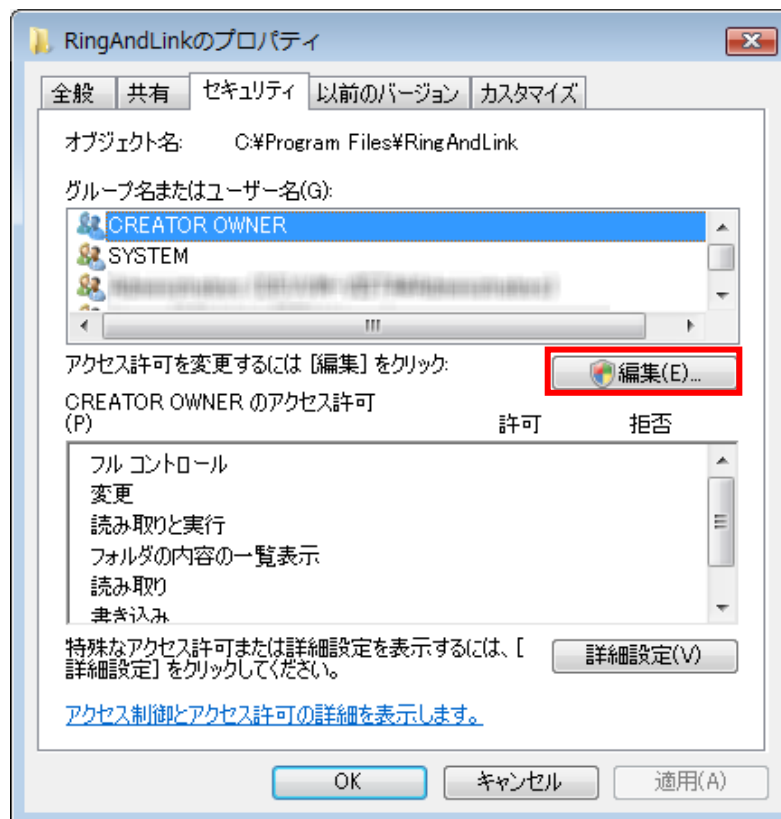 RingAndLinkのプロパティ
全般 共有 セキュリティ 以前のバージョン カスタマイズ
オブジェクト名: C:¥Program Files¥RingAndLink
グループ名またはユーザー名(G):
CREATOR OWNER
SYSTEM
アクセス許可を変更するには [編集] をクリック:
編集(E)...
CREATOR OWNER のアクセス許可
(P) 許可 拒否
フル コントロール
変更
読み取りと実行
フォルダの内容の一覧表示
読み取り
書き込み
特殊なアクセス許可または詳細設定を表示するには、[
詳細設定] をクリックしてください。
詳細設定(V)
アクセス制御とアクセス許可の詳細を表示します。
OK キャンセル 適用(A)